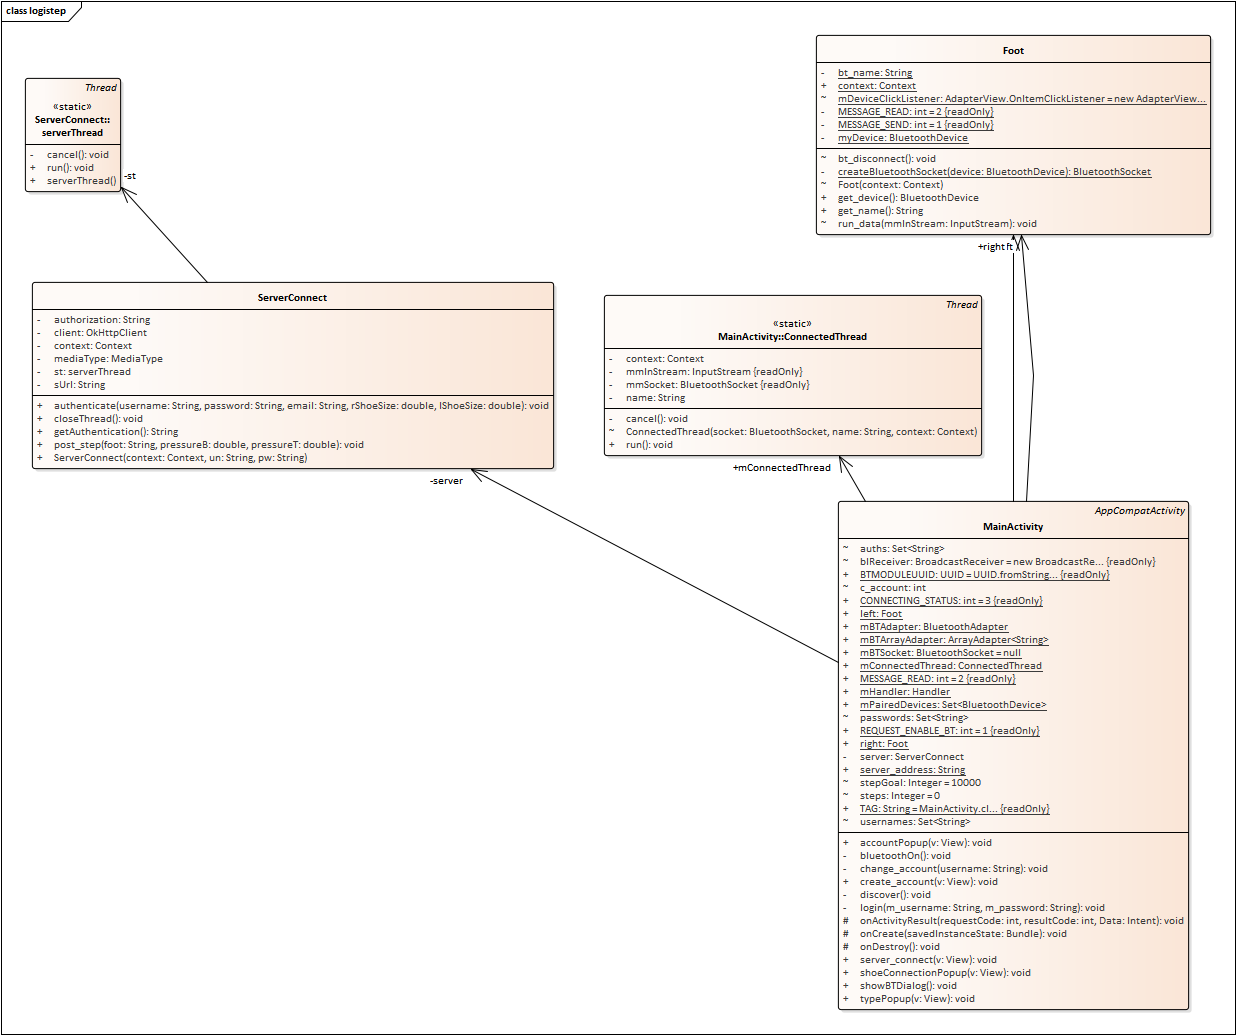 class logistep
Thread
«static»
ServerConnect::
serverThread
- cancel(): void
+ run(): void
+ serverThread()
-st
Foot
- bt_name: String
+ context: Context
~ mDeviceClickListener: AdapterView.OnItemClickListener = new AdapterView...
- MESSAGE_READ: int = 2 {readOnly}
- MESSAGE_SEND: int = 1 {readOnly}
- myDevice: BluetoothDevice
~ bt_disconnect(): void
- createBluetoothSocket(device: BluetoothDevice): BluetoothSocket
~ Foot(context: Context)
+ get_device(): BluetoothDevice
+ get_name(): String
~ run_data(mmInStream: InputStream): void
ServerConnect
- authorization: String
- client: OkHttpClient
- context: Context
- mediaType: MediaType
- st: serverThread
- sUrl: String
+ authenticate(username: String, password: String, email: String, rShoeSize: double, lShoeSize: double): void
+ closeThread(): void
+ getAuthentication(): String
+ post_step(foot: String, pressureB: double, pressureT: double): void
+ ServerConnect(context: Context, un: String, pw: String)
-server
Thread
«static»
MainActivity::ConnectedThread
- context: Context
- mmInStream: InputStream {readOnly}
- mmSocket: BluetoothSocket {readOnly}
- name: String
- cancel(): void
~ ConnectedThread(socket: BluetoothSocket, name: String, context: Context)
+ run(): void
+mConnectedThread
AppCompatActivity
MainActivity
~ auths: Set<String>
~ blReceiver: BroadcastReceiver = new BroadcastRe... {readOnly}
+ BTMODULEUUID: UUID = UUID.fromString... {readOnly}
~ c_account: int
+ CONNECTING_STATUS: int = 3 {readOnly}
+ left: Foot
+ mBTAdapter: BluetoothAdapter
+ mBTArrayAdapter: ArrayAdapter<String>
+ mBTSocket: BluetoothSocket = null
+ mConnectedThread: ConnectedThread
+ MESSAGE_READ: int = 2 {readOnly}
+ mHandler: Handler
+ mPairedDevices: Set<BluetoothDevice>
~ passwords: Set<String>
+ REQUEST_ENABLE_BT: int = 1 {readOnly}
+ right: Foot
- server: ServerConnect
+ server_address: String
~ stepGoal: Integer = 10000
~ steps: Integer = 0
+ TAG: String = MainActivity.cl... {readOnly}
~ usernames: Set<String>
+ accountPopup(v: View): void
- bluetoothOn(): void
- change_account(username: String): void
+ create_account(v: View): void
- discover(): void
- login(m_username: String, m_password: String): void
# onActivityResult(requestCode: int, resultCode: int, Data: Intent): void
# onCreate(savedInstanceState: Bundle): void
# onDestroy(): void
+ server_connect(v: View): void
+ shoeConnectionPopup(v: View): void
+ showBTDialog(): void
+ typePopup(v: View): void